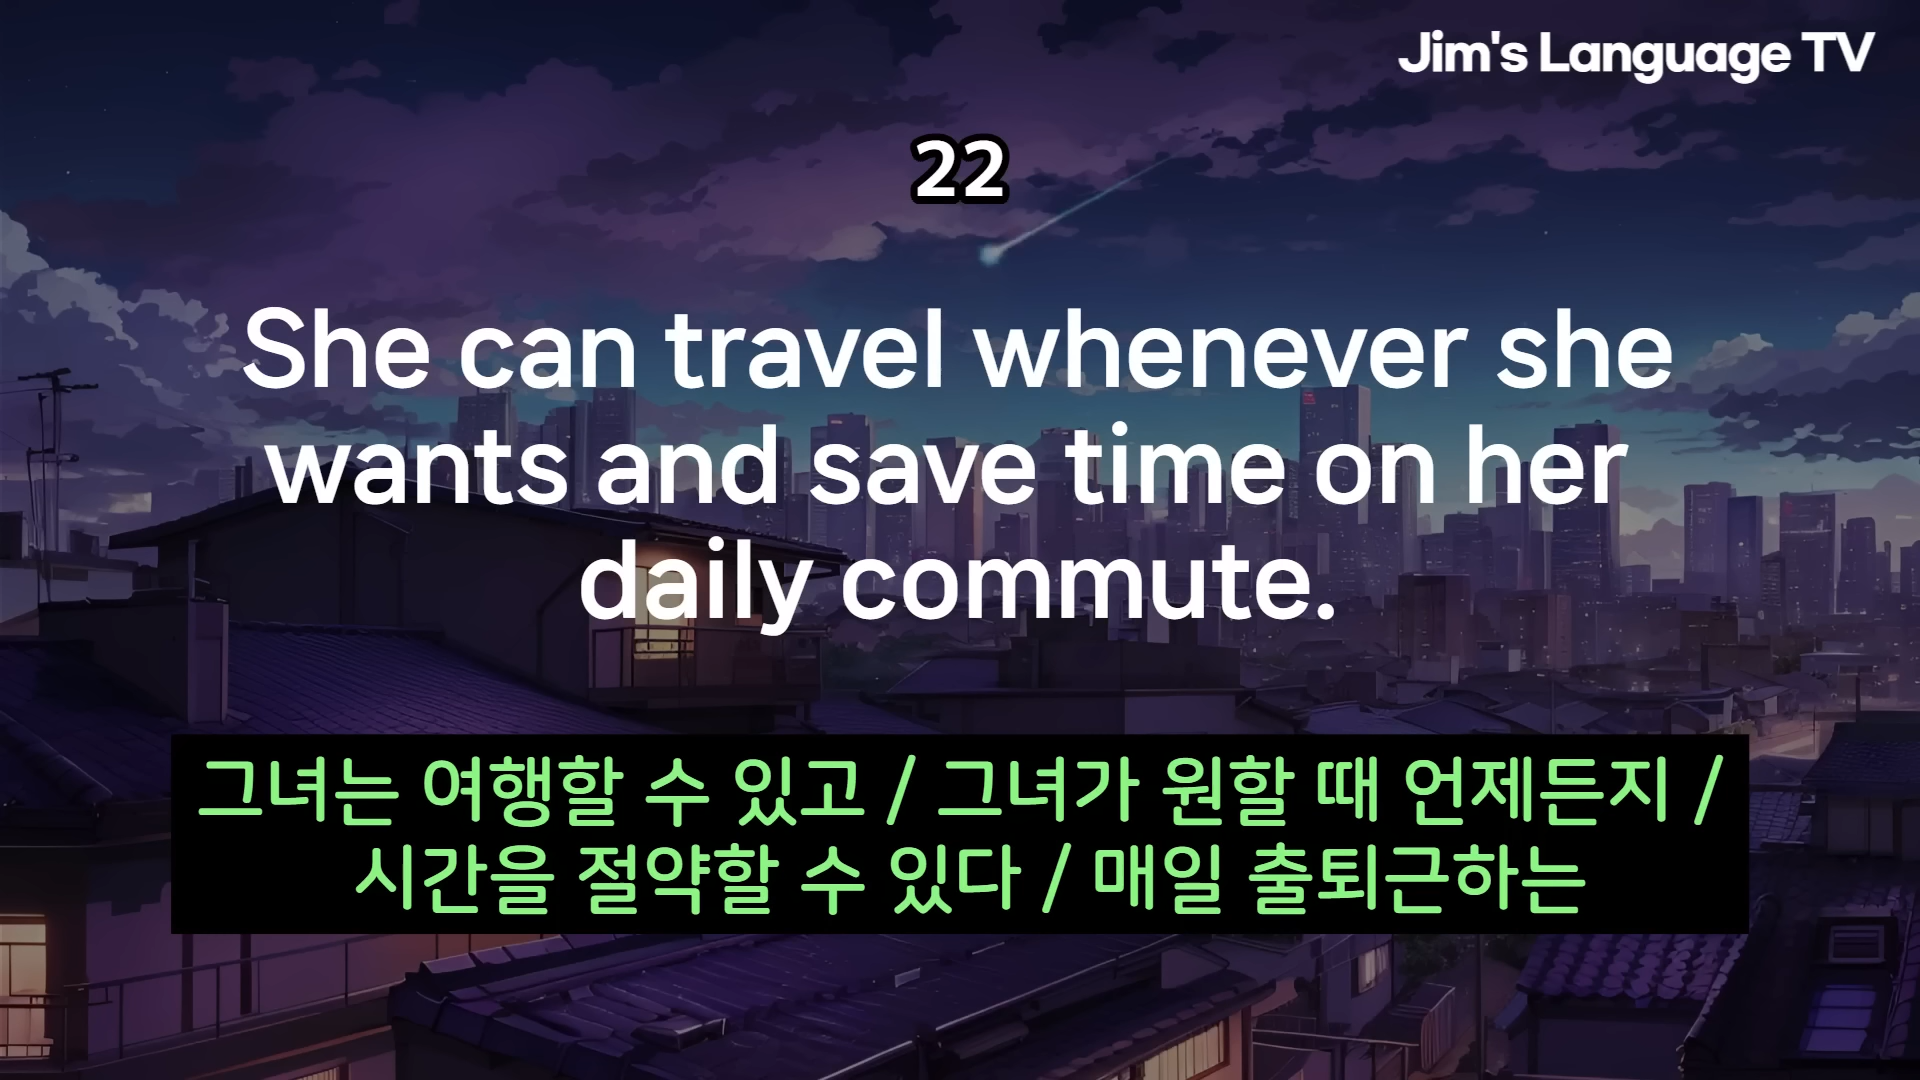 Jim's Language TV
22
She can travel whenever she
wants and save time on her
daily commute.
그녀는 여행할 수 있고 / 그녀가 원할 때 언제든지 /
시간을 절약할 수 있다 / 매일 출퇴근하는